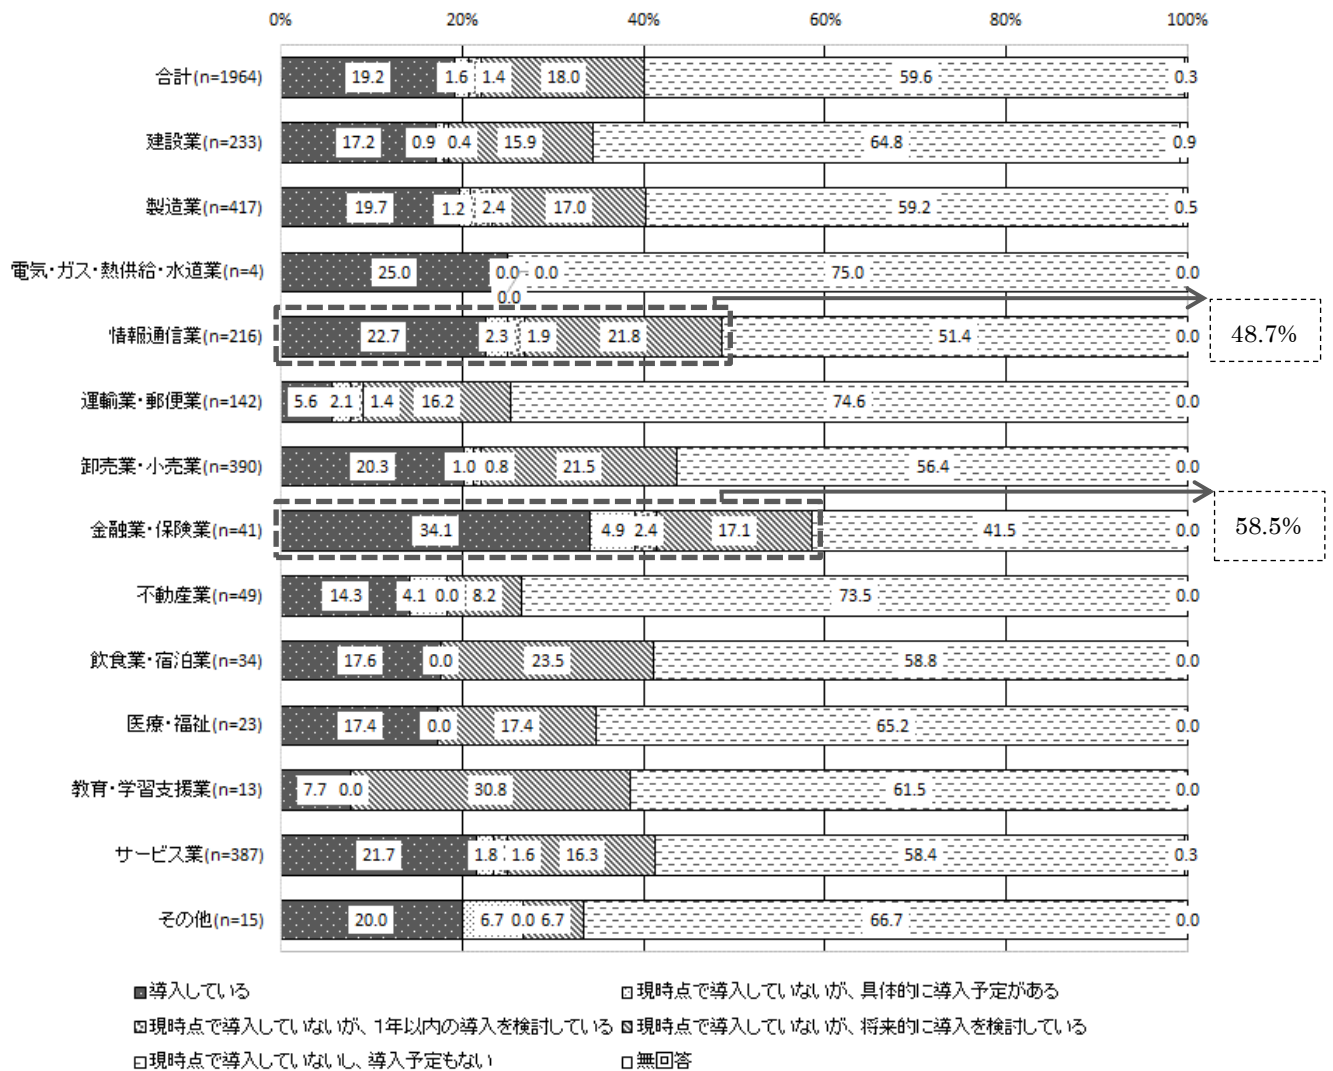 0% 20% 40% 60% 80% 100%
合計(n=1964) 19.2 1.6 1.4 18.0 59.6 0.3
建設業(n=233) 17.2 0.9 0.4 15.9 64.8 0.9
製造業(n=417) 19.7 1.2 2.4 17.0 59.2 0.5
電気・ガス・熱供給・水道業(n=4) 25.0 0.0 0.0 75.0 0.0
0.0
情報通信業(n=216) 22.7 2.3 1.9 21.8 51.4 0.0 48.7%
運輸業・郵便業(n=142) 5.6 2.1 1.4 16.2 74.6 0.0
卸売業・小売業(n=390) 20.3 1.0 0.8 21.5 56.4 0.0
金融業・保険業(n=41) 34.1 4.9 2.4 17.1 41.5 0.0 58.5%
不動産業(n=49) 14.3 4.1 0.0 8.2 73.5 0.0
飲食業・宿泊業(n=34) 17.6 0.0 23.5 58.8 0.0
医療・福祉(n=23) 17.4 0.0 17.4 65.2 0.0
教育・学習支援業(n=13) 7.7 0.0 30.8 61.5 0.0
サービス業(n=387) 21.7 1.8 1.6 16.3 58.4 0.3
その他(n=15) 20.0 6.7 0.0 6.7 66.7 0.0
導入している 現時点で導入していないが、具体的に導入予定がある
現時点で導入していないが、1年以内の導入を検討している 現時点で導入していないが、将来的に導入を検討している
現時点で導入していないし、導入予定もない 無回答